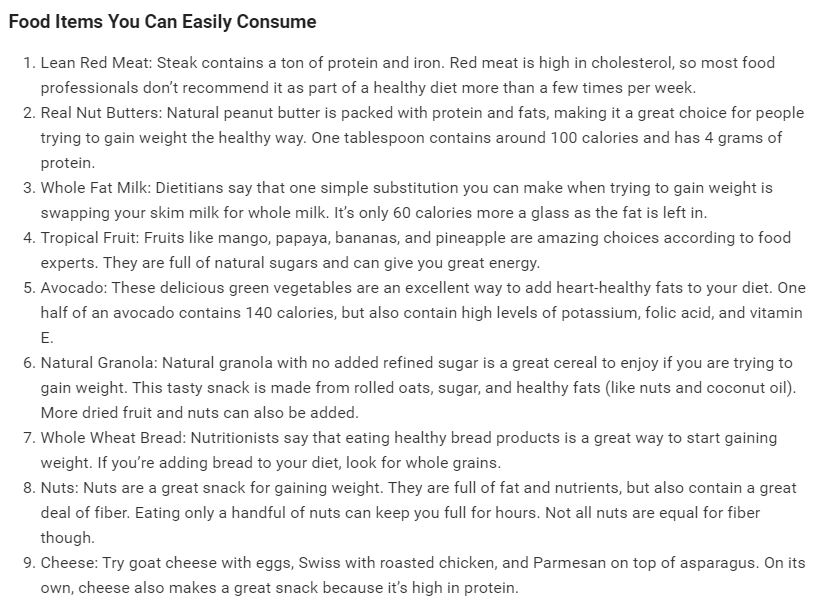 Food Items You Can Easily Consume
1. Lean Red Meat: Steak contains a ton of protein and iron. Red meat is high in cholesterol, so most food
professionals don’t recommend it as part of a healthy diet more than a few times per week.
2. Real Nut Butters: Natural peanut butter is packed with protein and fats, making it a great choice for people
trying to gain weight the healthy way. One tablespoon contains around 100 calories and has 4 grams of
protein.
3. Whole Fat Milk: Dietitians say that one simple substitution you can make when trying to gain weight is
swapping your skim milk for whole milk. It’s only 60 calories more a glass as the fat is left in.
4. Tropical Fruit: Fruits like mango, papaya, bananas, and pineapple are amazing choices according to food
experts. They are full of natural sugars and can give you great energy.
5. Avocado: These delicious green vegetables are an excellent way to add heart-healthy fats to your diet. One
half of an avocado contains 140 calories, but also contain high levels of potassium, folic acid, and vitamin
E.
6. Natural Granola: Natural granola with no added refined sugar is a great cereal to enjoy if you are trying to
gain weight. This tasty snack is made from rolled oats, sugar, and healthy fats (like nuts and coconut oil).
More dried fruit and nuts can also be added.
7. Whole Wheat Bread: Nutritionists say that eating healthy bread products is a great way to start gaining
weight. If you’re adding bread to your diet, look for whole grains.
8. Nuts: Nuts are a great snack for gaining weight. They are full of fat and nutrients, but also contain a great
deal of fiber. Eating only a handful of nuts can keep you full for hours. Not all nuts are equal for fiber
though.
9. Cheese: Try goat cheese with eggs, Swiss with roasted chicken, and Parmesan on top of asparagus. On its
own, cheese also makes a great snack because it’s high in protein.